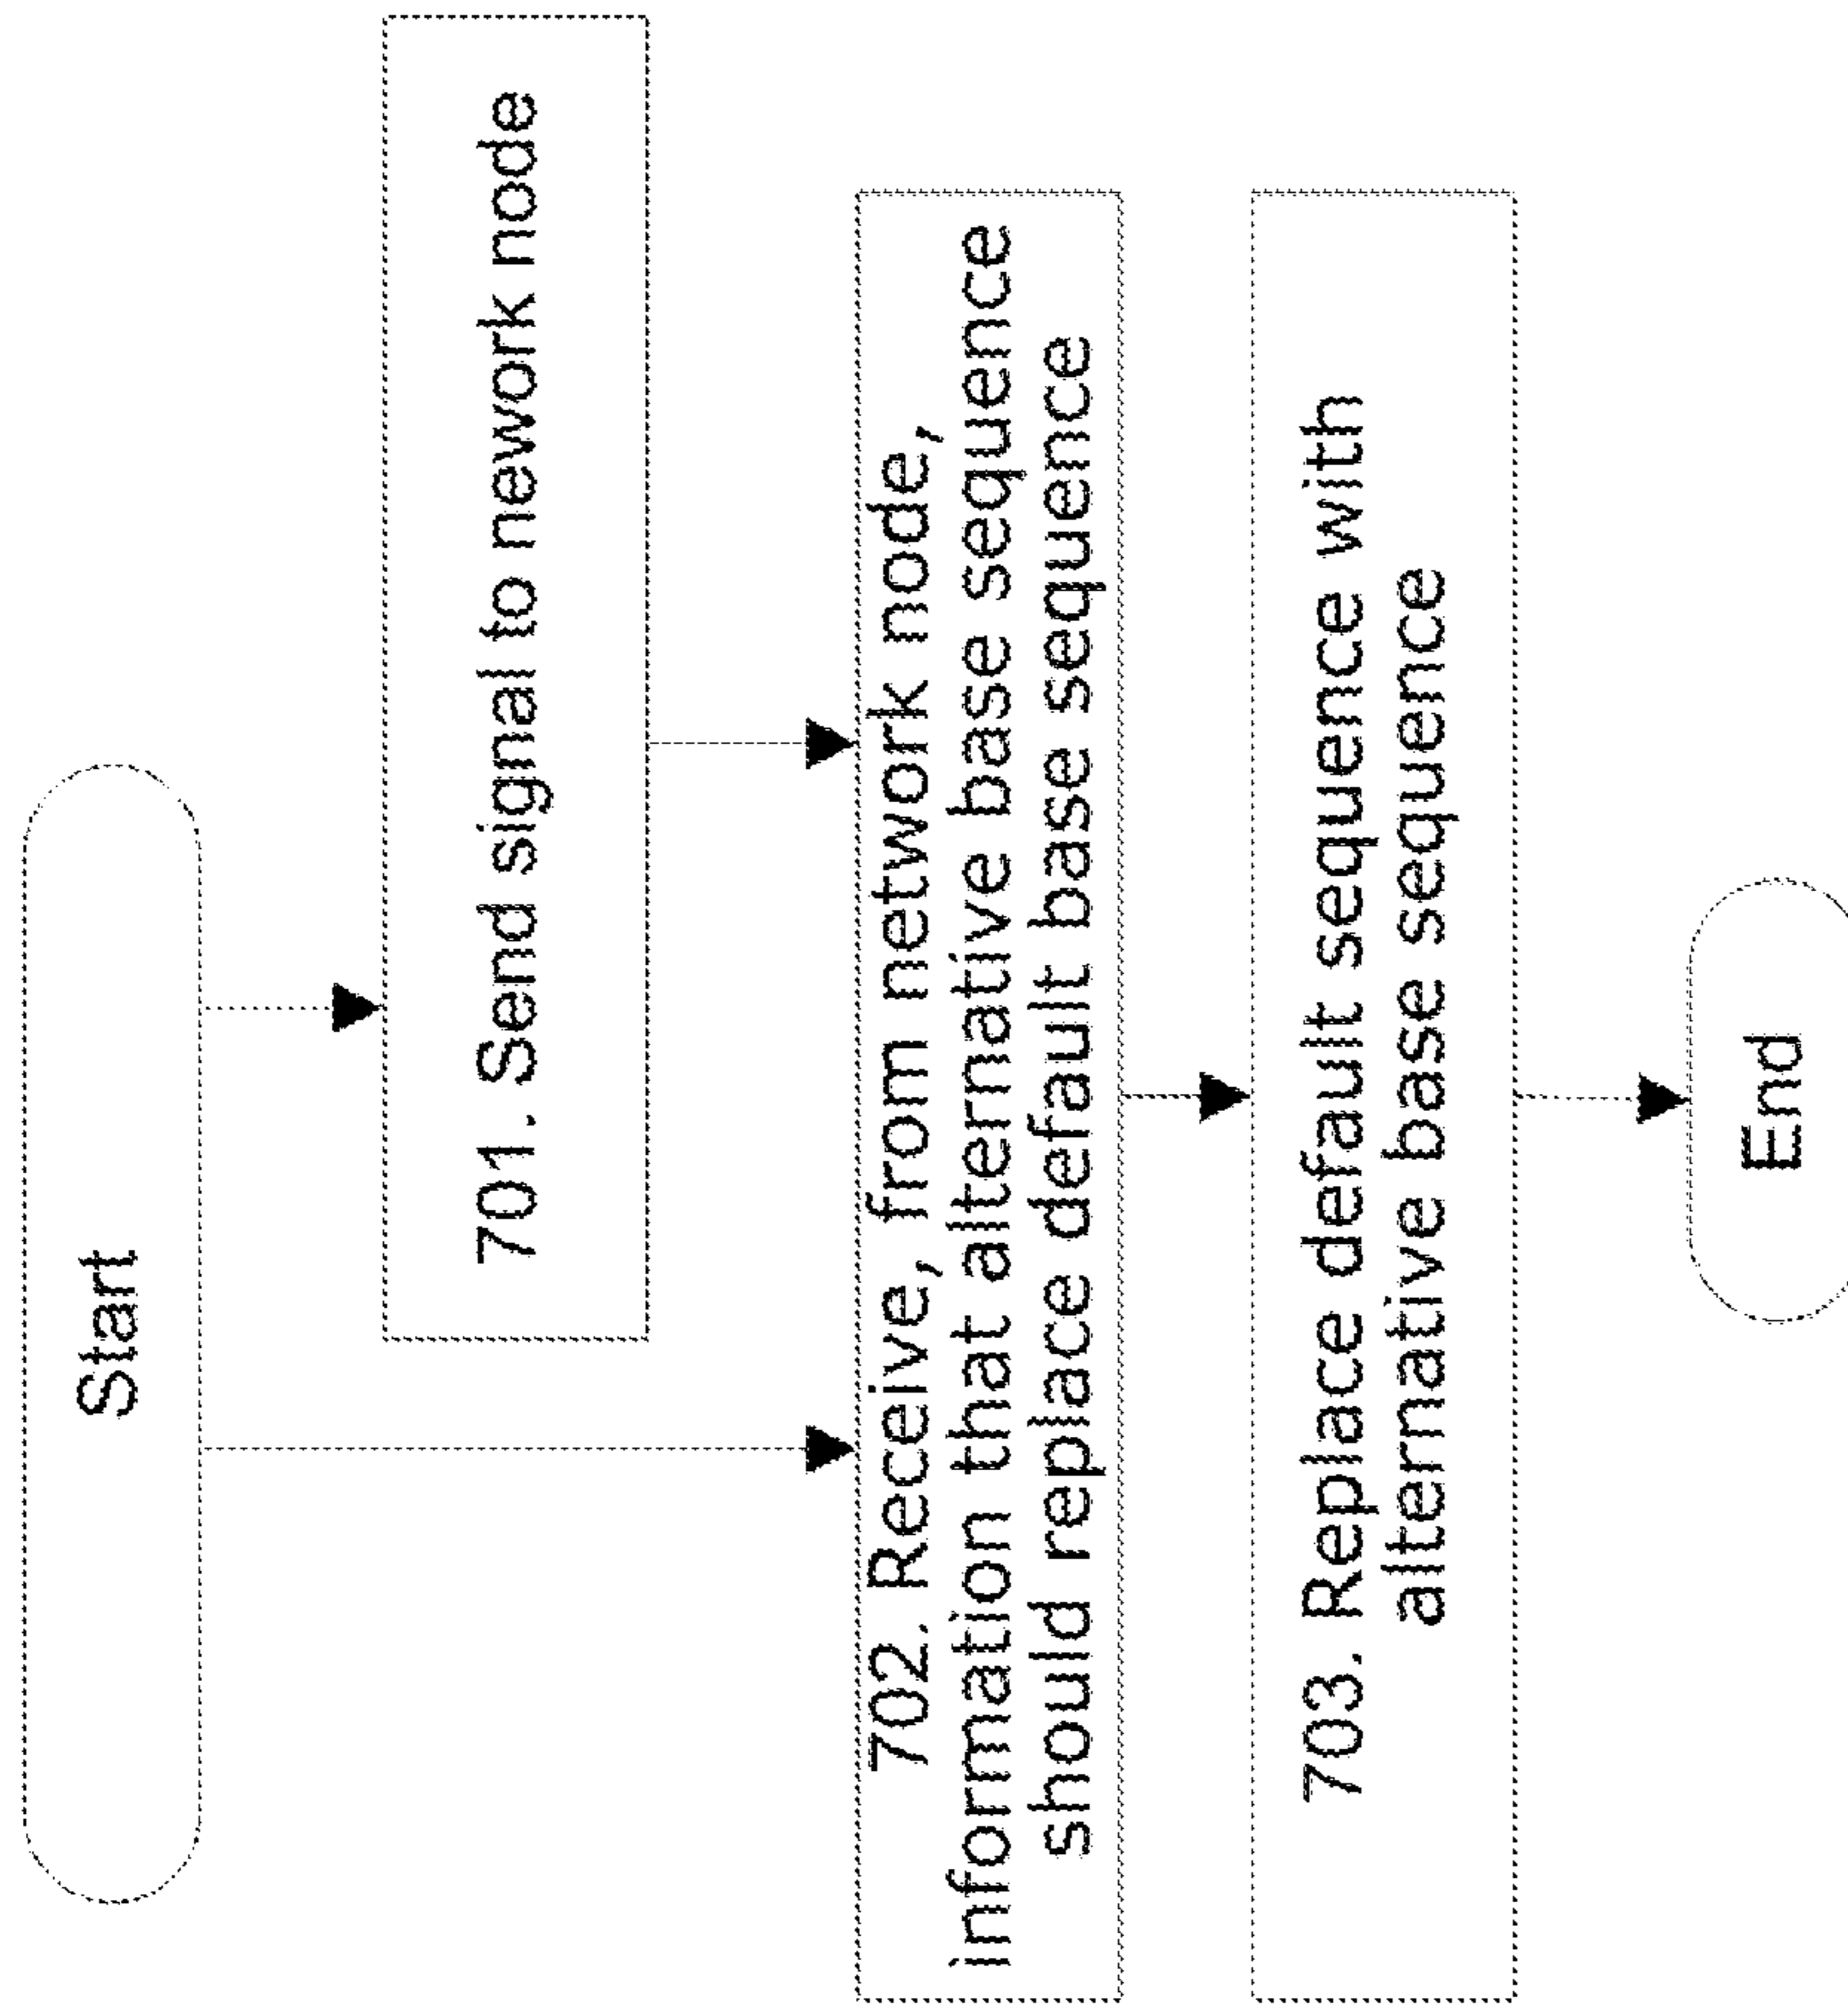 Start
701. Send signal to nework node
702. Receive, from network node,
information that alternative base sequence
should replace default base sequence
703. Replace default sequence with
alternative base sequence
End